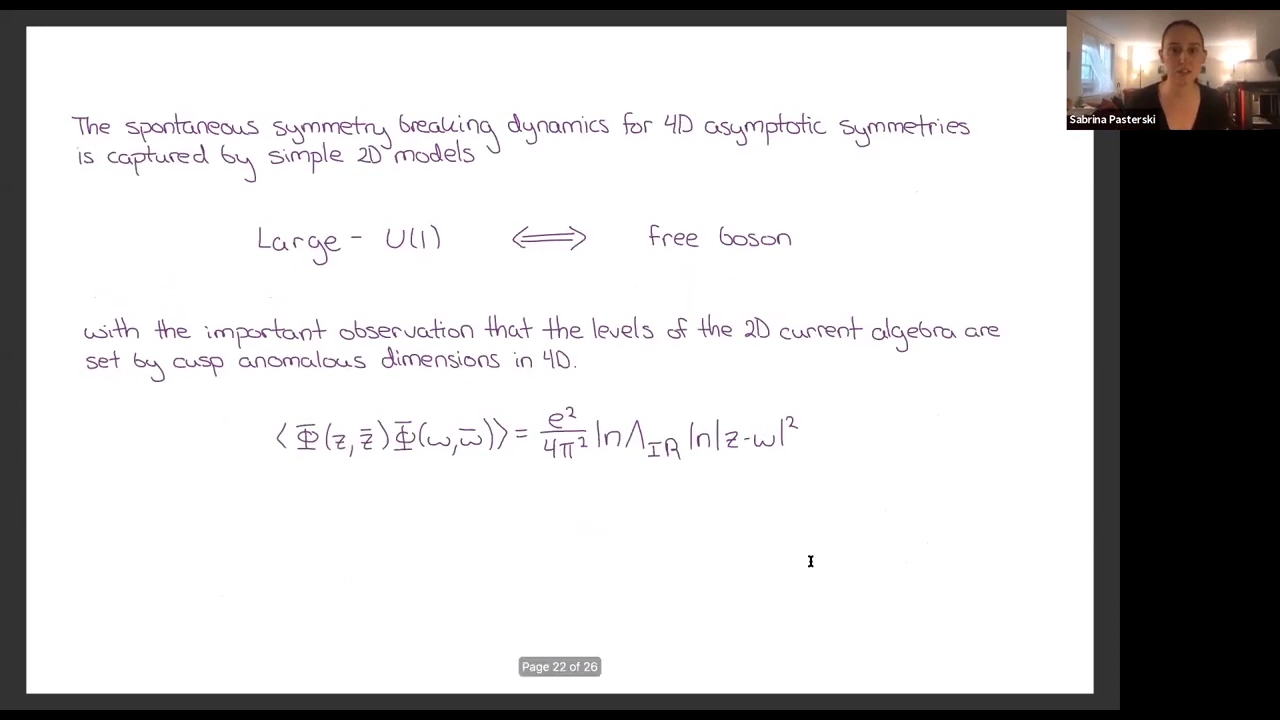 Sabrina Pasterski
The spontaneous symmetry breaking dynamics for 4D asymptotic symmetries
is captured by simple 2D models
Large - U(1) ⟺ free boson
with the important observation that the levels of the 2D current algebra are
set by cusp anomalous dimensions in 4D.
⟨Φ(z,z̄)Φ(w,w̄)⟩ = e²/4π² ln Λ_IR ln|z-w|²
Page 22 of 26